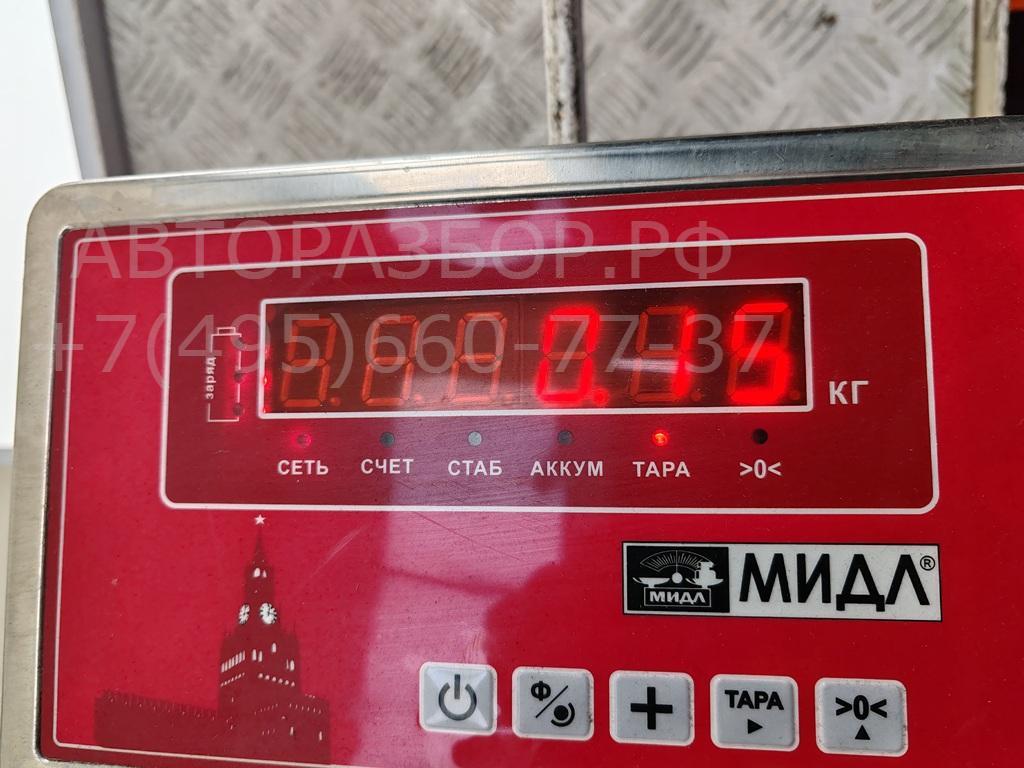 АВТОРАЗБОР.РФ
+7(495)660-77-37
заряд
0.15
КГ
СЕТЬ СЧЕТ СТАБ АККУМ ТАРА >0<
МИДЛ МИДЛ®
Ф ТАРА >0<